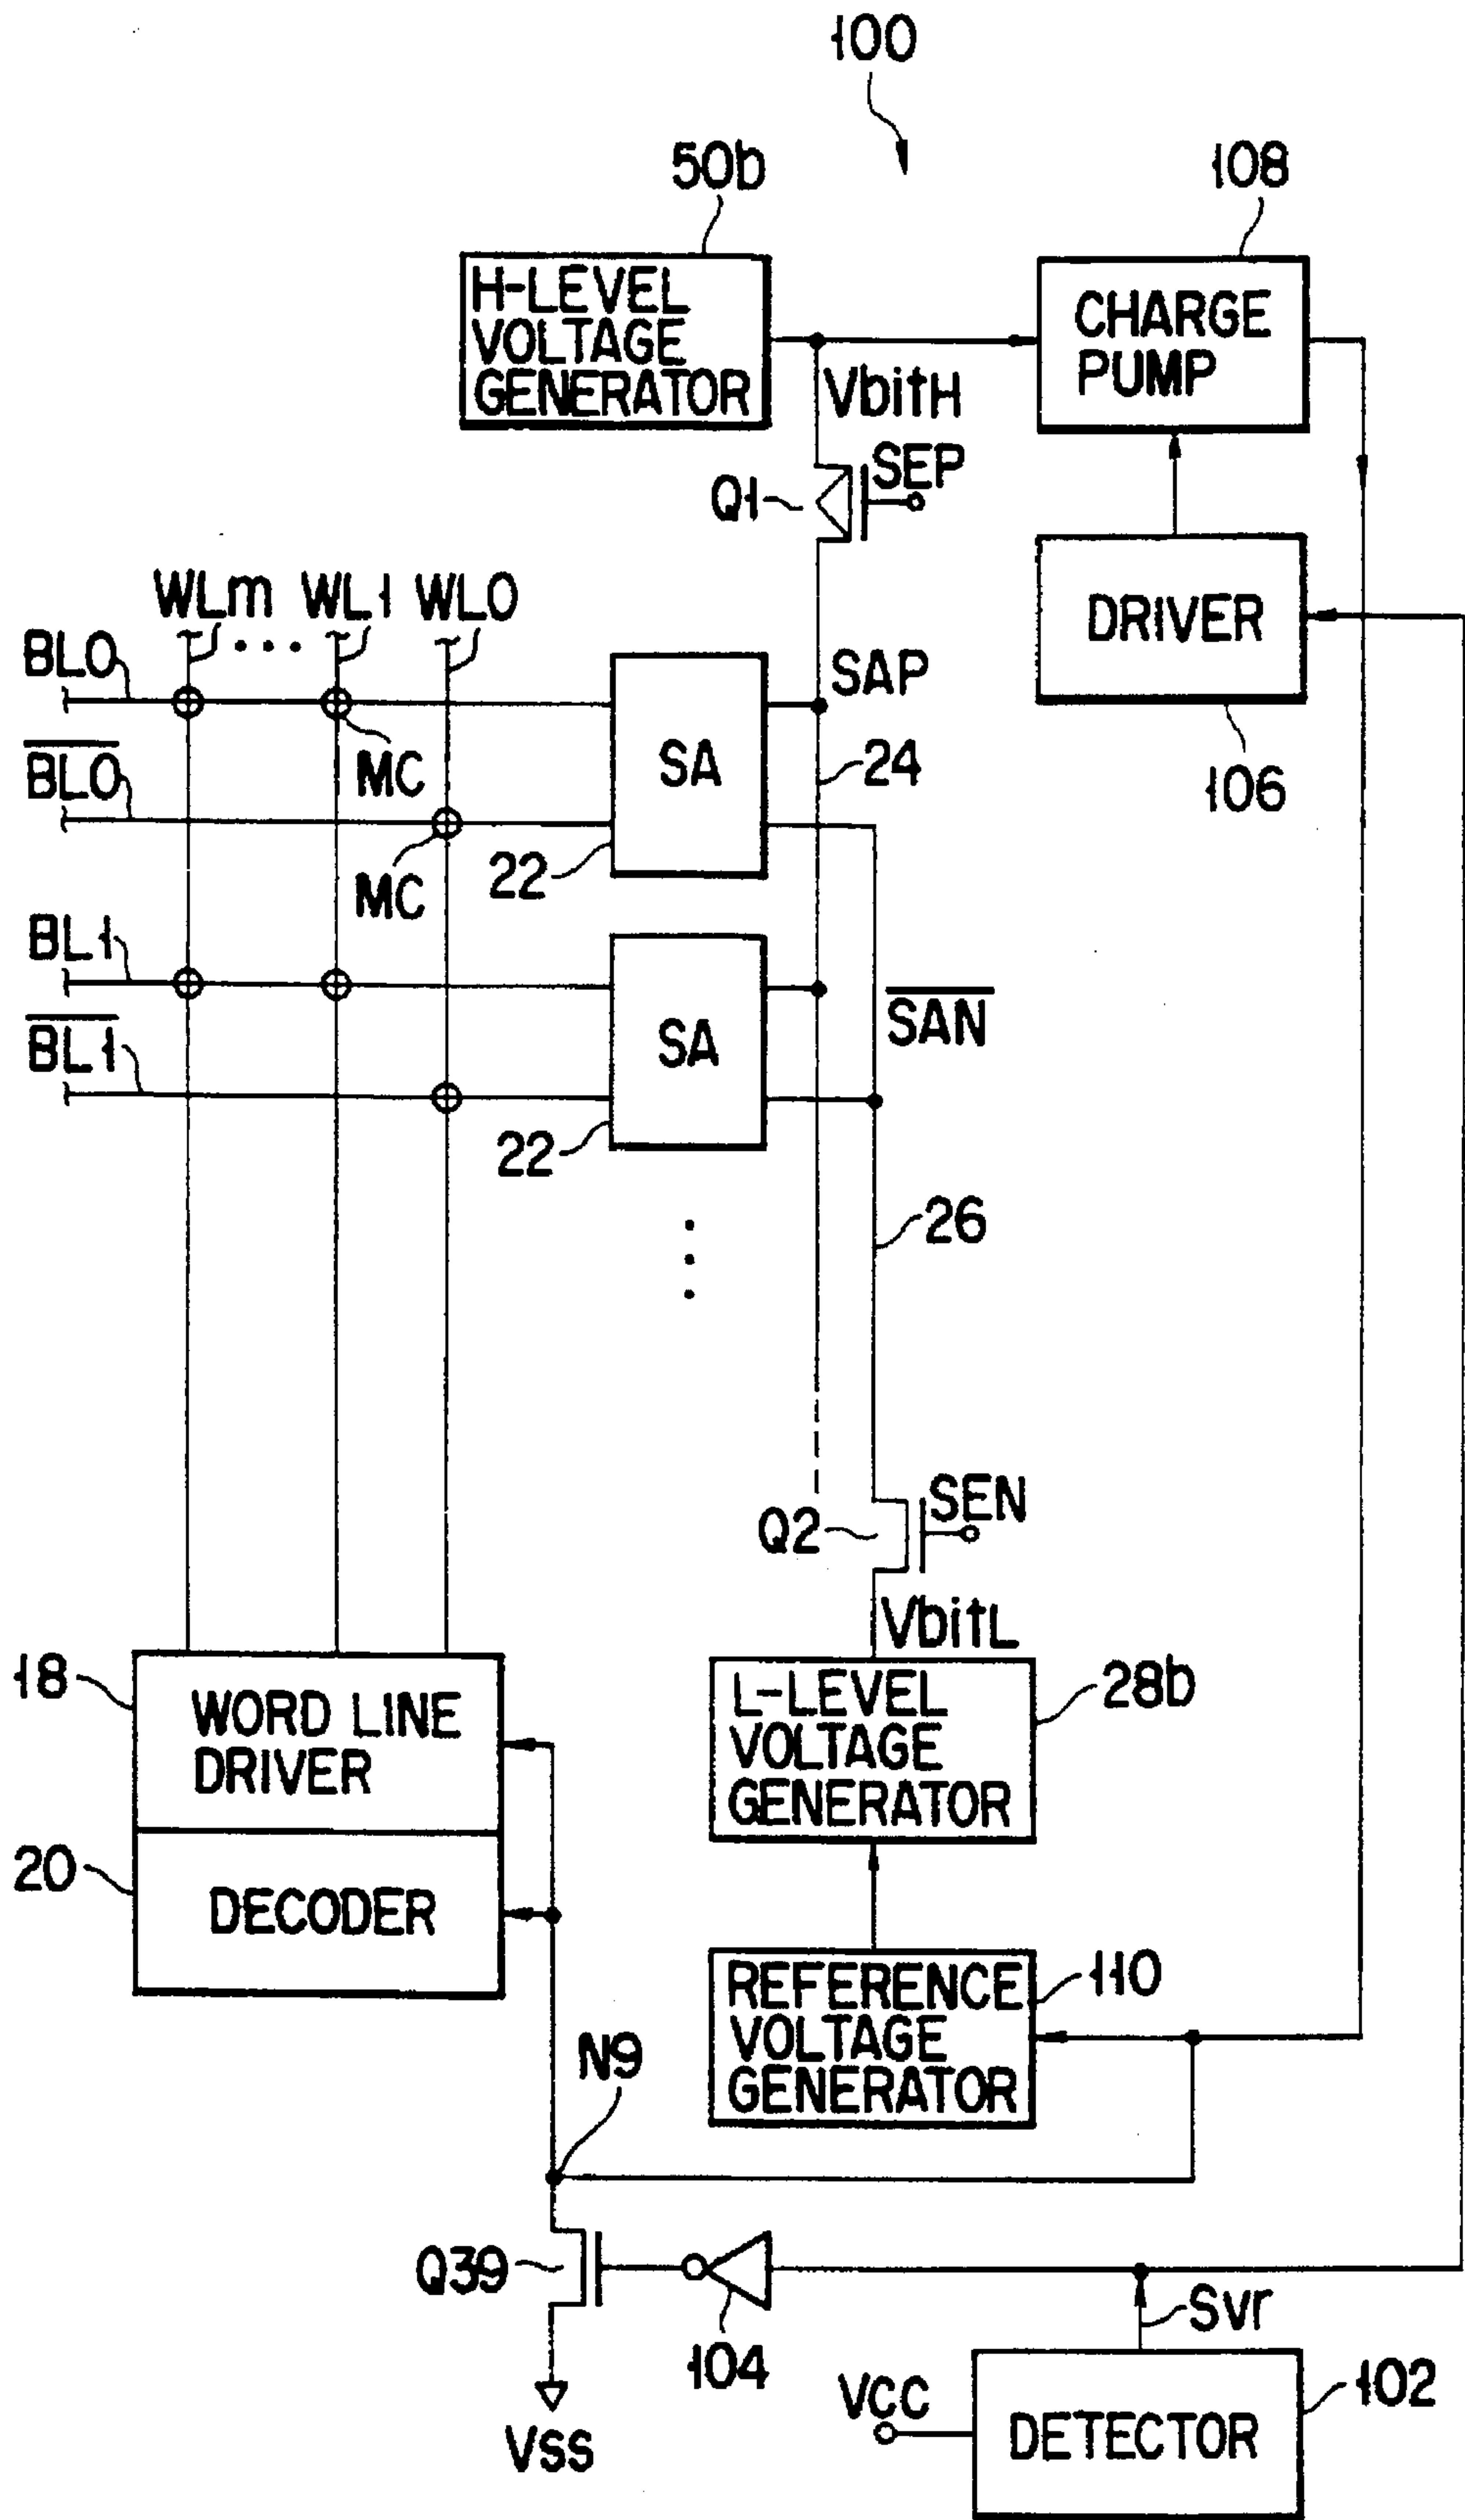 100
50b
108
H-LEVEL
VOLTAGE
GENERATOR
CHARGE
PUMP
VbitH
SEP
Q1
WLm ... WL1 WL0
DRIVER
BL0
SAP
MC
SA
24
106
BL0
22
MC
BL1
SAN
SA
BL1
22
26
SEN
Q2
VbitL
18
WORD LINE
DRIVER
L-LEVEL
VOLTAGE
GENERATOR
28b
20
DECODER
REFERENCE
VOLTAGE
GENERATOR
110
N9
Q39
104
Svr
VSS
VCC
DETECTOR
102